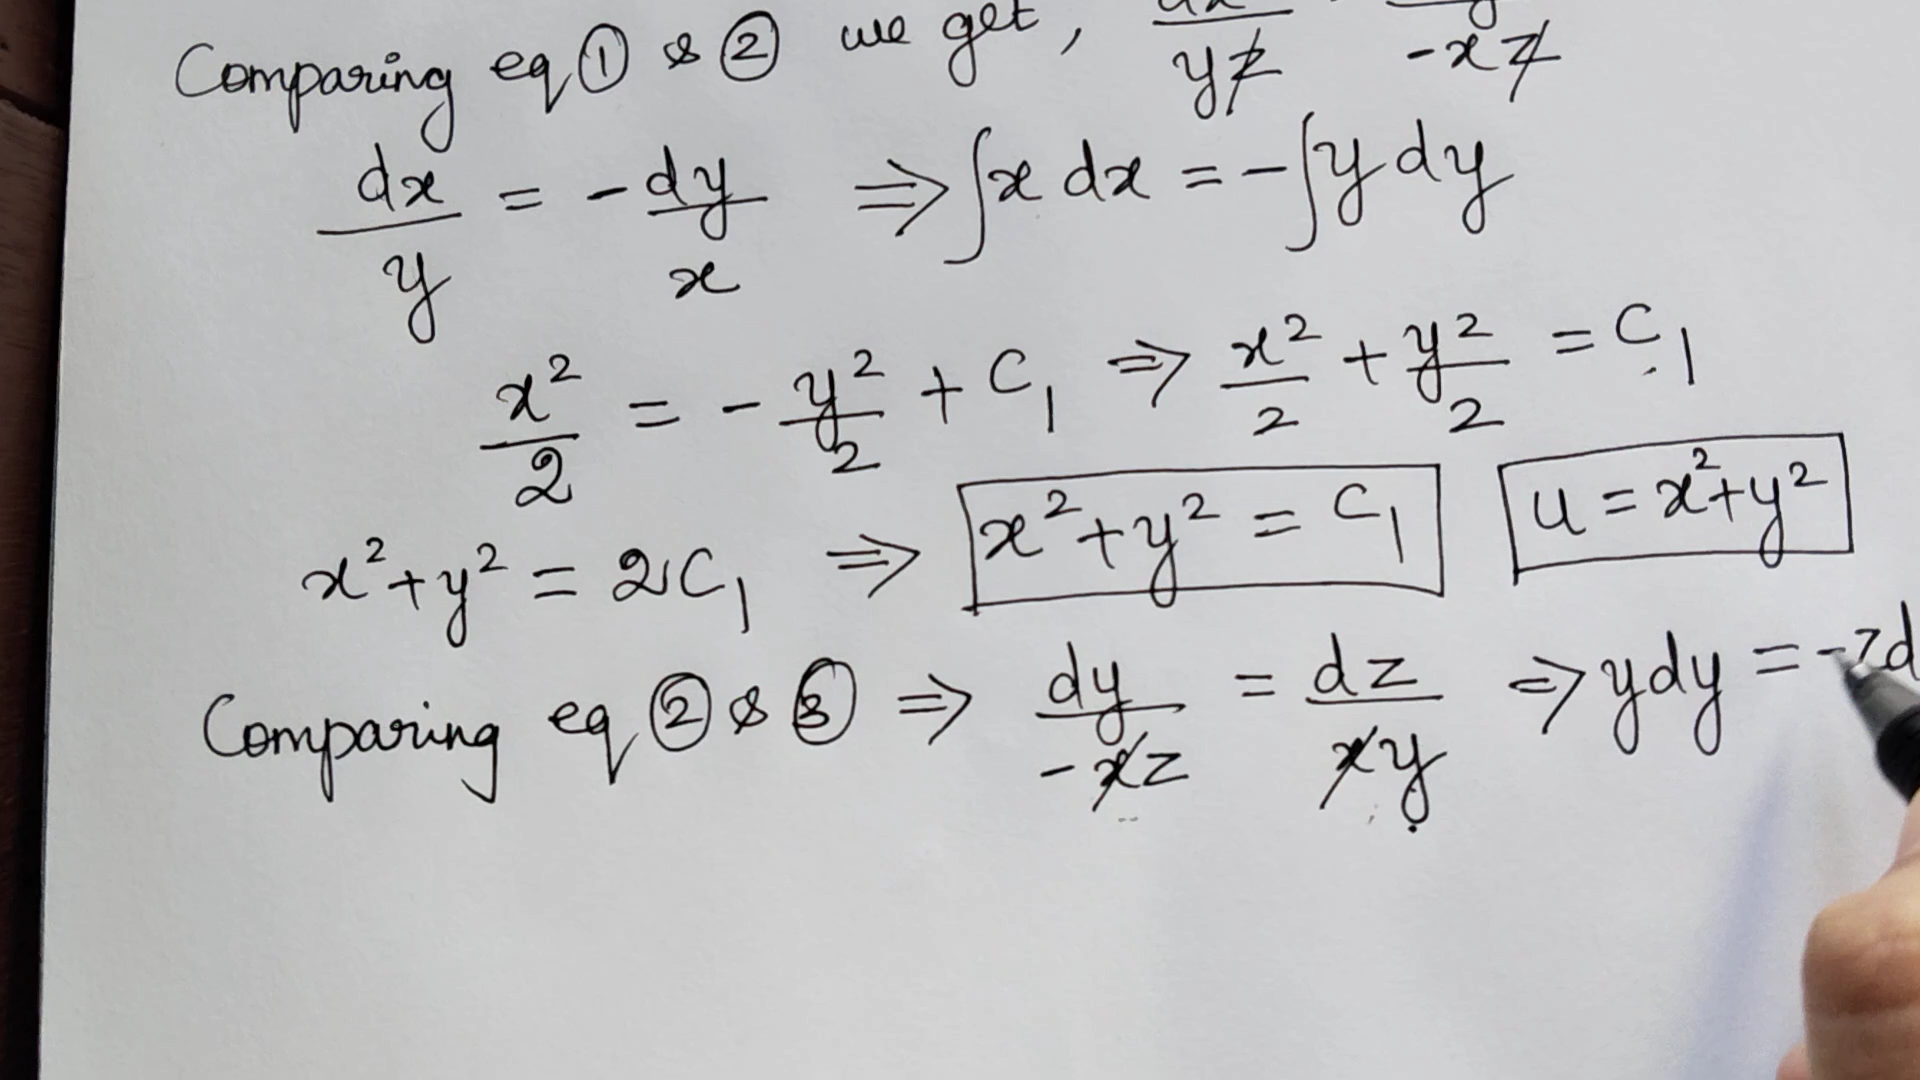 Comparing eq ① & ② we get, dx/yz = y/-xz
dx/y = -dy/x ⇒ ∫x dx = -∫y dy
x²/2 = -y²/2 + C₁ ⇒ x²/2 + y²/2 = C₁
x²+y² = 2C₁ ⇒ x²+y² = C₁ u = x²+y²
Comparing eq ② & ③ ⇒ dy/-xz = dz/xy ⇒ ydy = -zd